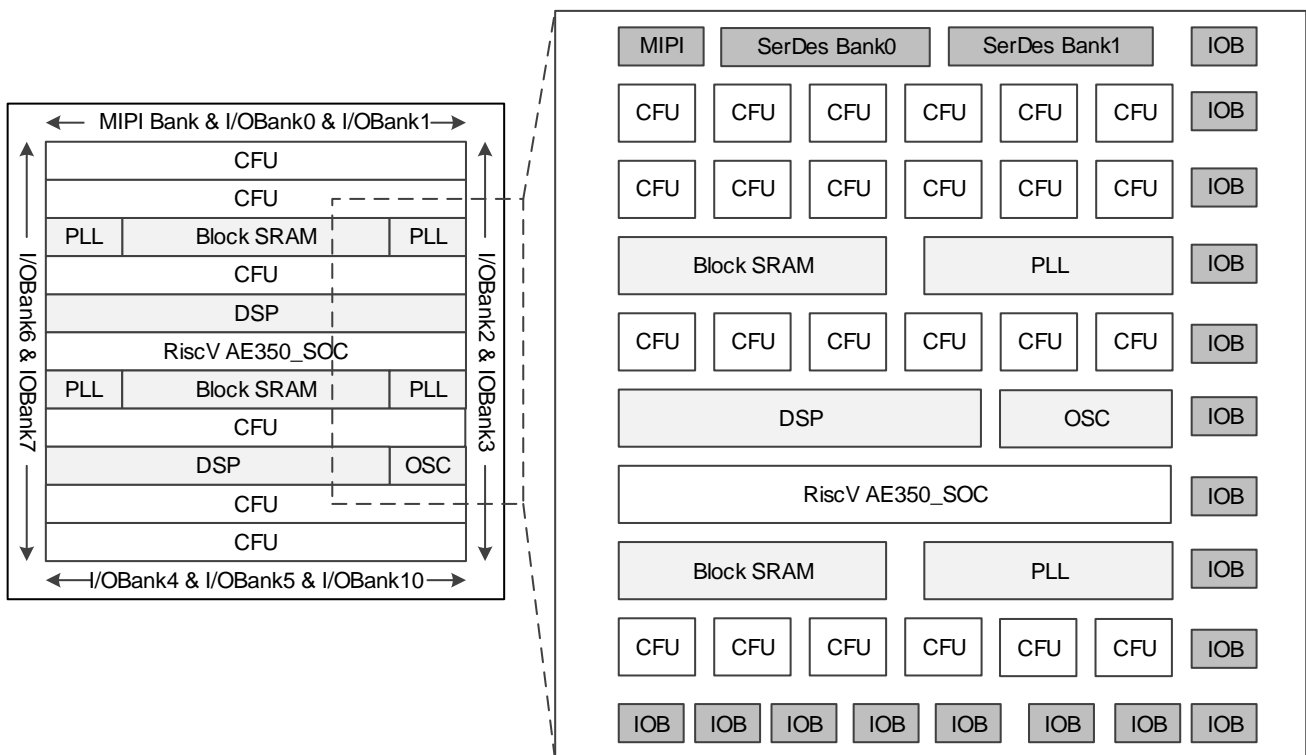 MIPI Bank & I/OBank0 & I/OBank1
CFU
CFU
PLL Block SRAM PLL
CFU
DSP
RiscV AE350_SOC
PLL Block SRAM PLL
CFU
DSP OSC
CFU
CFU
I/OBank4 & I/OBank5 & I/OBank10
I/OBank6 & IOBank7
I/OBank2 & IOBank3
MIPI SerDes Bank0 SerDes Bank1 IOB
CFU CFU CFU CFU CFU CFU IOB
CFU CFU CFU CFU CFU CFU IOB
Block SRAM PLL IOB
CFU CFU CFU CFU CFU CFU IOB
DSP OSC IOB
RiscV AE350_SOC IOB
Block SRAM PLL IOB
CFU CFU CFU CFU CFU CFU IOB
IOB IOB IOB IOB IOB IOB IOB IOB